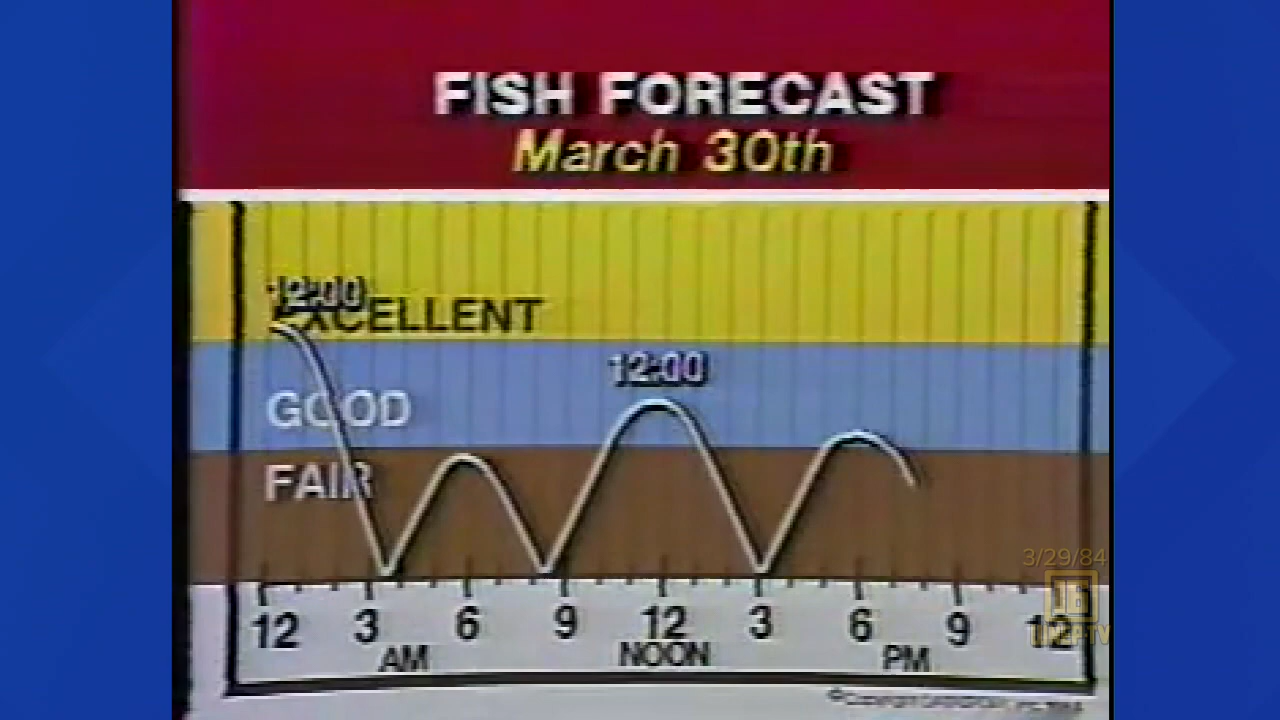 FISH FORECAST
March 30th
12:00
EXCELLENT
12:00
GOOD
FAIR
3/29/84
16
12 3 6 9 12 3 6 9 12
AM NOON PM
©Copyright